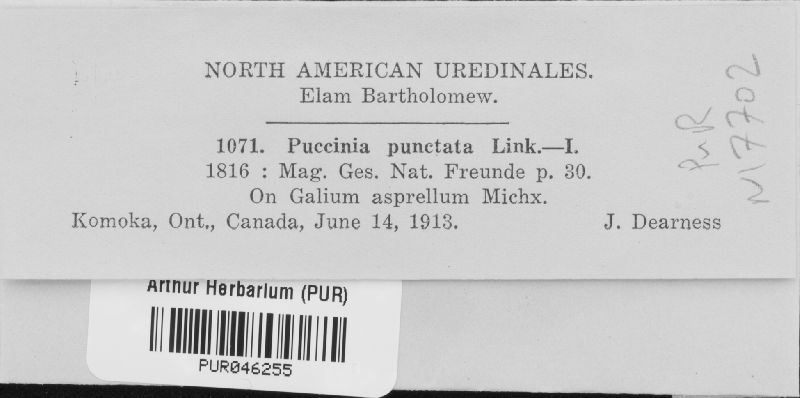 NORTH AMERICAN UREDINALES.
Elam Bartholomew.
1071. Puccinia punctata Link.—I.
1816 : Mag. Ges. Nat. Freunde p. 30.
On Galium asprellum Michx.
Komoka, Ont., Canada, June 14, 1913. J. Dearness
PUR
N17702
Arthur Herbarium (PUR)
PUR046255